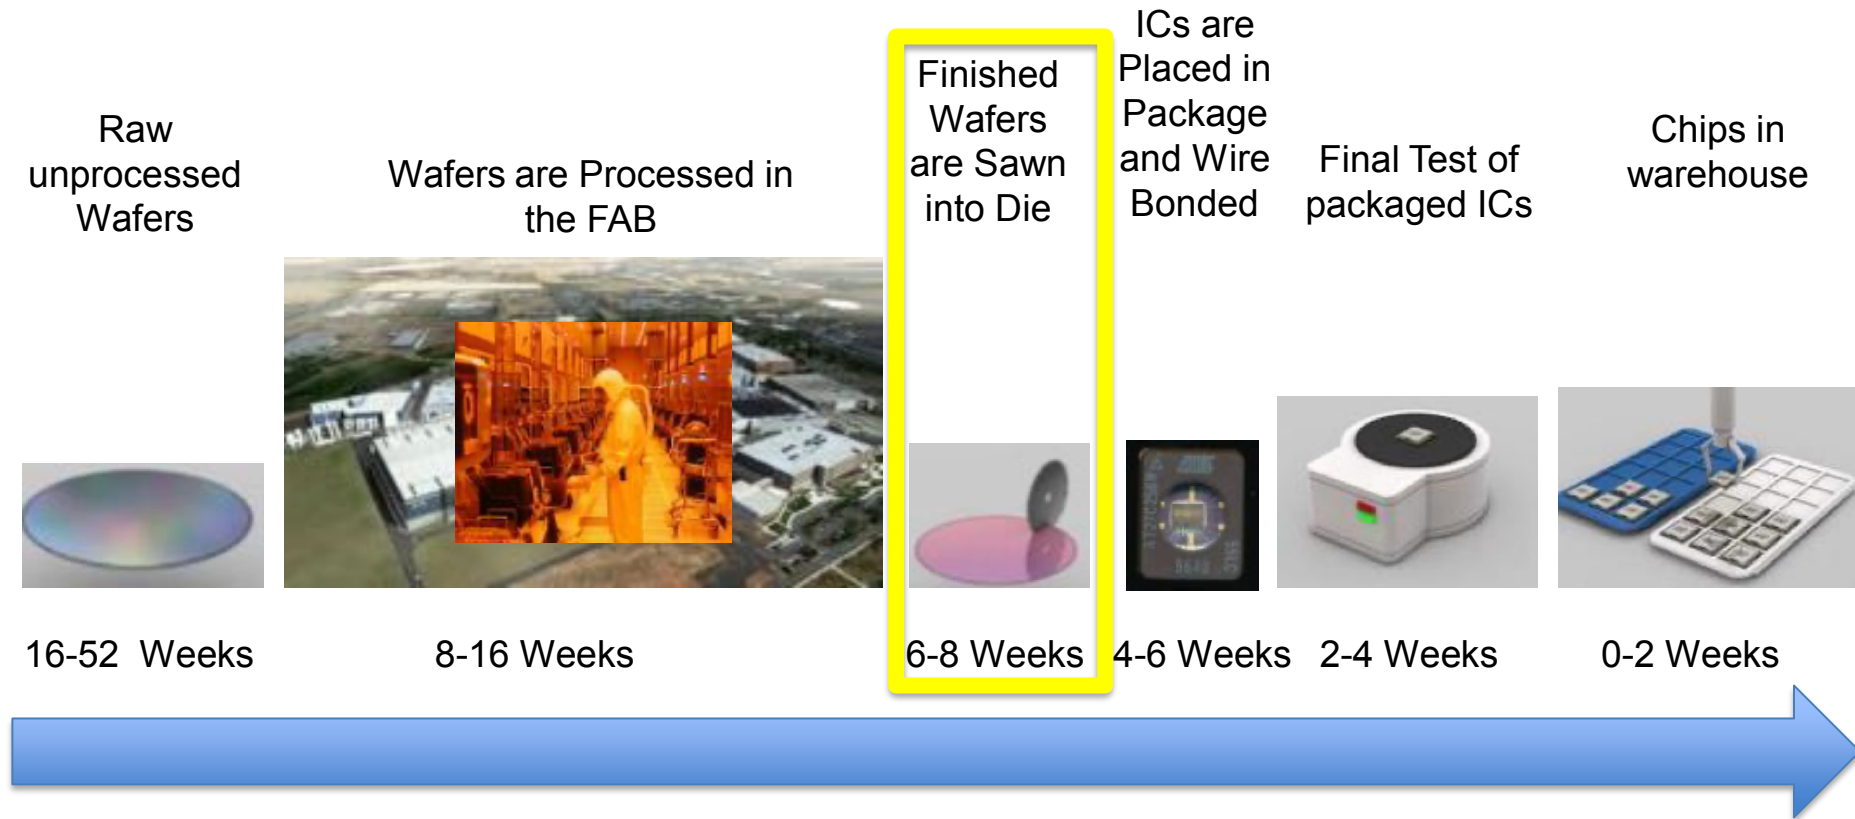 Raw
unprocessed
Wafers
Wafers are Processed in
the FAB
Finished
Wafers
are Sawn
into Die
ICs are
Placed in
Package
and Wire
Bonded
Final Test of
packaged ICs
Chips in
warehouse
16-52 Weeks
8-16 Weeks
6-8 Weeks
4-6 Weeks
2-4 Weeks
0-2 Weeks